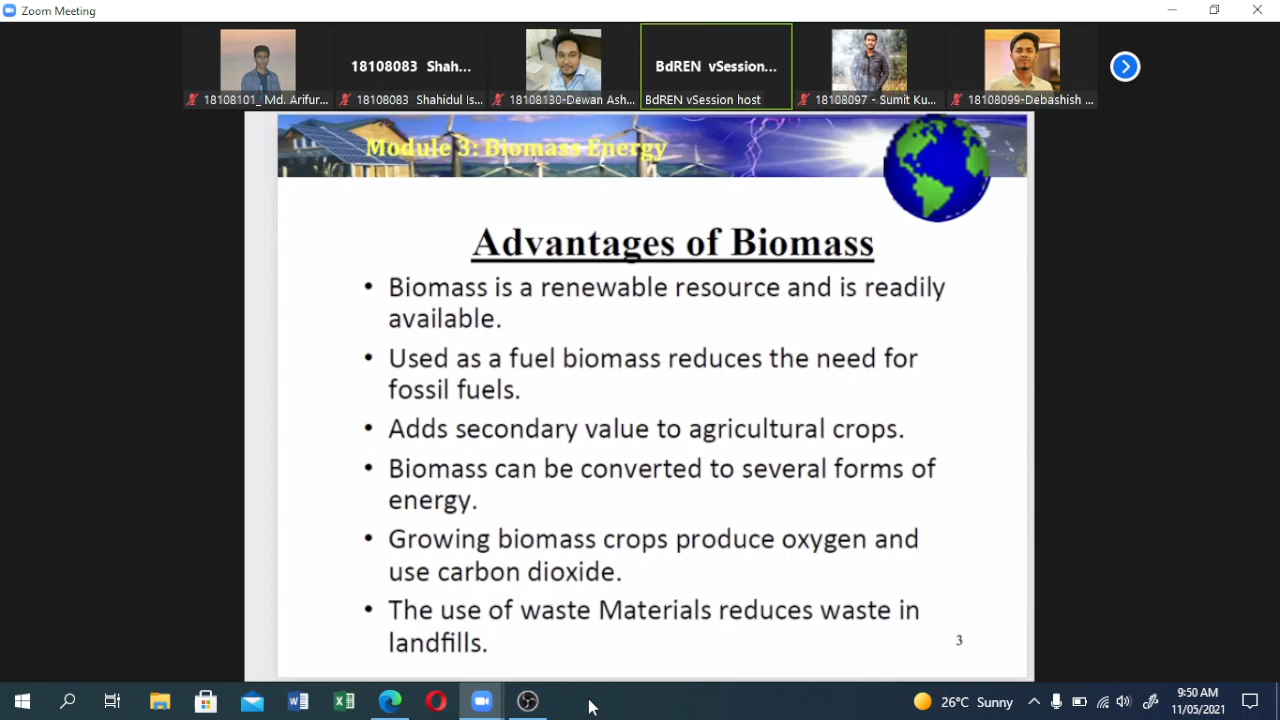 Zoom Meeting
18108083 Shah...
BdREN vSession...
18108101_ Md. Arifur...
18108083 Shahidul Is...
18108130-Dewan Ash...
BdREN vSession host
18108097 - Sumit Ku...
18108099-Debashish ...
Module 3: Biomass Energy
Advantages of Biomass
• Biomass is a renewable resource and is readily
available.
• Used as a fuel biomass reduces the need for
fossil fuels.
• Adds secondary value to agricultural crops.
• Biomass can be converted to several forms of
energy.
• Growing biomass crops produce oxygen and
use carbon dioxide.
• The use of waste Materials reduces waste in
landfills.
3
26°C Sunny
9:50 AM
11/05/2021